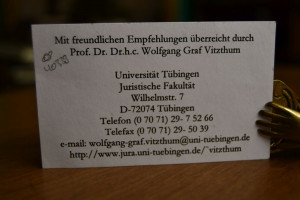 Mit freundlichen Empfehlungen überreicht durch
Prof. Dr. Dr.h.c. Wolfgang Graf Vitzthum
Universität Tübingen
Juristische Fakultät
Wilhelmstr. 7
D-72074 Tübingen
Telefon (0 70 71) 29- 7 52 66
Telefax (0 70 71) 29- 50 39
e-mail: wolfgang-graf.vitzthum@uni-tuebingen.de
http://www.jura.uni-tuebingen.de/~vitzthum